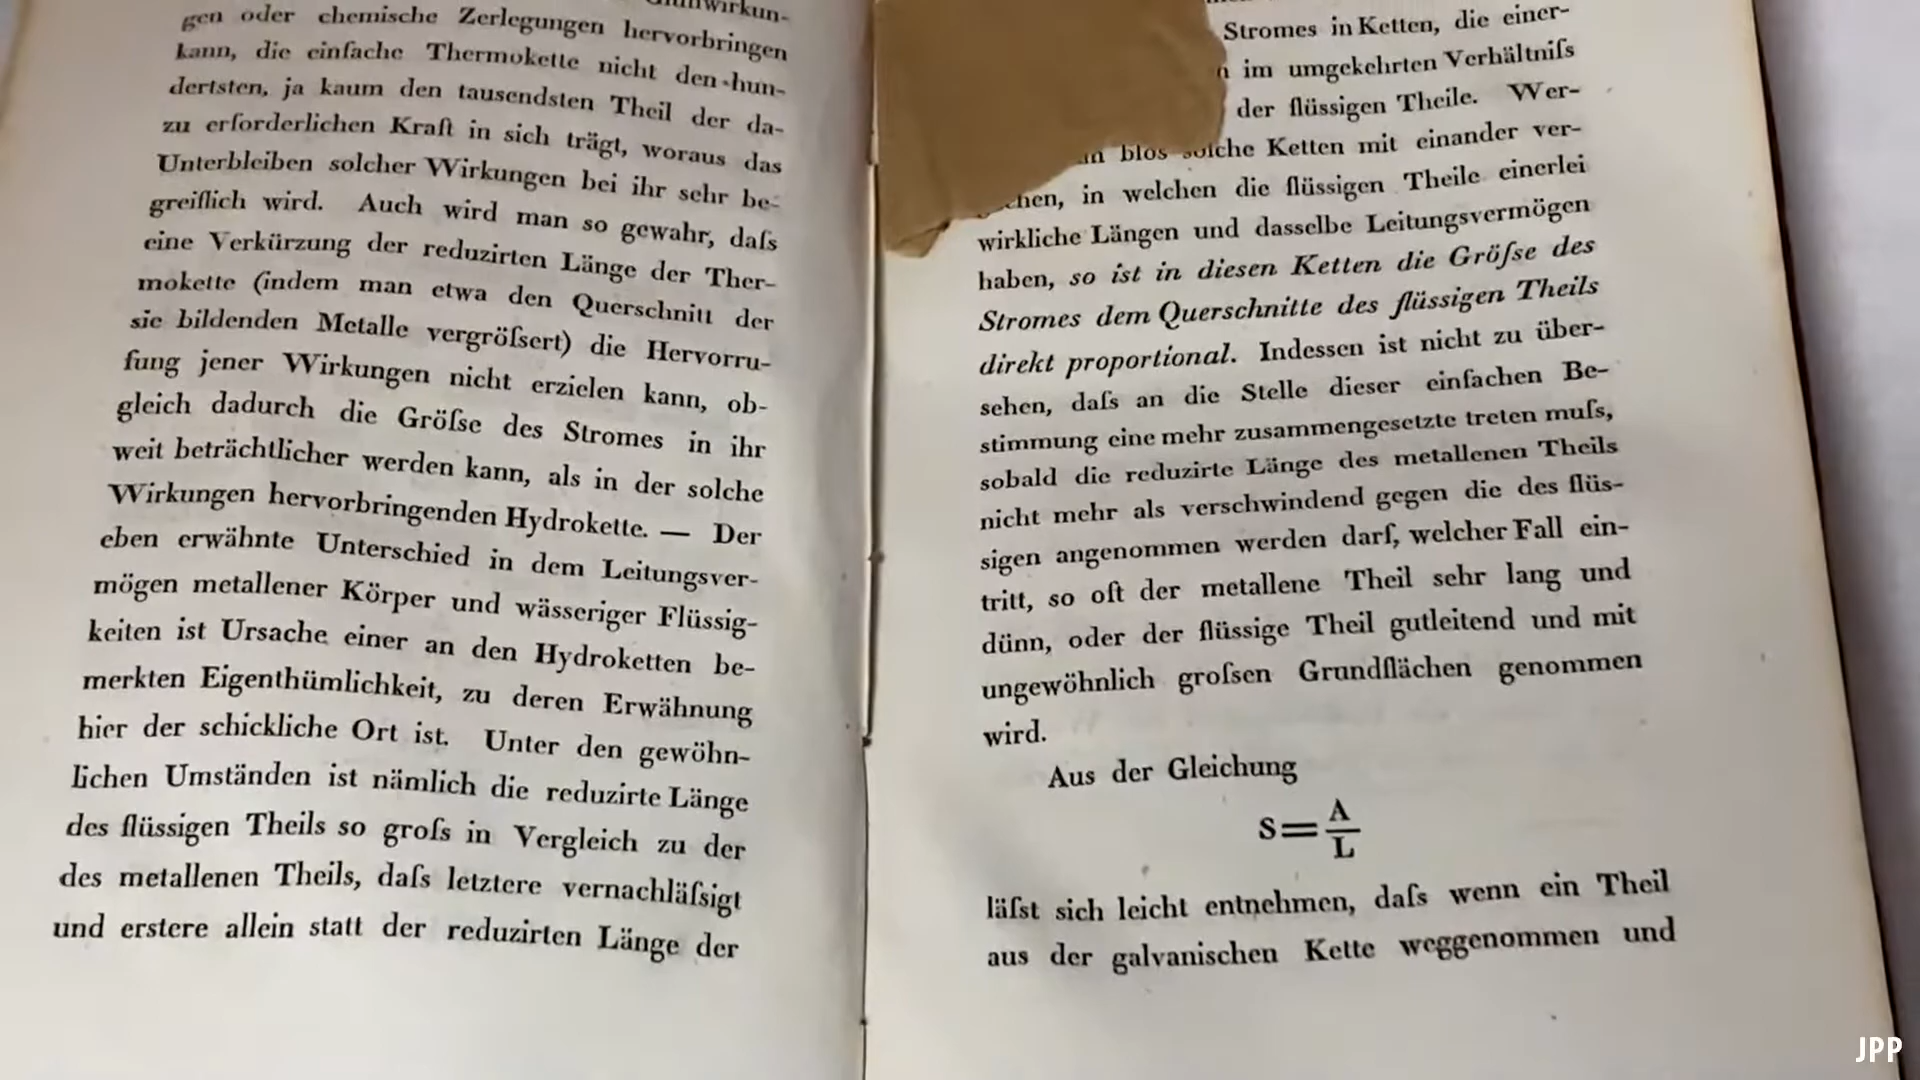 gen oder chemische Zerlegungen hervorbringen
kann, die einfache Thermokette nicht den hun-
dertsten, ja kaum den tausendsten Theil der da-
zu erforderlichen Kraft in sich trägt, woraus das
Unterbleiben solcher Wirkungen bei ihr sehr be-
greiflich wird. Auch wird man so gewahr, daſs
eine Verkürzung der reduzirten Länge der Ther-
mokette (indem man etwa den Querschnitt der
sie bildenden Metalle vergröſsert) die Hervorru-
fung jener Wirkungen nicht erzielen kann, ob-
gleich dadurch die Gröſse des Stromes in ihr
weit beträchtlicher werden kann, als in der solche
Wirkungen hervorbringenden Hydrokette. — Der
eben erwähnte Unterschied in dem Leitungsver-
mögen metallener Körper und wässeriger Flüssig-
keiten ist Ursache einer an den Hydroketten be-
merkten Eigenthümlichkeit, zu deren Erwähnung
hier der schickliche Ort ist. Unter den gewöhn-
lichen Umständen ist nämlich die reduzirte Länge
des flüssigen Theils so groſs in Vergleich zu der
des metallenen Theils, daſs letztere vernachläſsigt
und erstere allein statt der reduzirten Länge der
Stromes in Ketten, die einer-
im umgekehrten Verhältniſs
der flüssigen Theile. Wer-
blos solche Ketten mit einander ver-
in welchen die flüssigen Theile einerlei
wirkliche Längen und dasselbe Leitungsvermögen
haben, so ist in diesen Ketten die Gröſse des
Stromes dem Querschnitte des flüssigen Theils
direkt proportional. Indessen ist nicht zu über-
sehen, daſs an die Stelle dieser einfachen Be-
stimmung eine mehr zusammengesetzte treten muſs,
sobald die reduzirte Länge des metallenen Theils
nicht mehr als verschwindend gegen die des flüs-
sigen angenommen werden darf, welcher Fall ein-
tritt, so oft der metallene Theil sehr lang und
dünn, oder der flüssige Theil gutleitend und mit
ungewöhnlich groſsen Grundflächen genommen
wird.
Aus der Gleichung
S = A/L
läſst sich leicht entnehmen, daſs wenn ein Theil
aus der galvanischen Kette weggenommen und
JPP